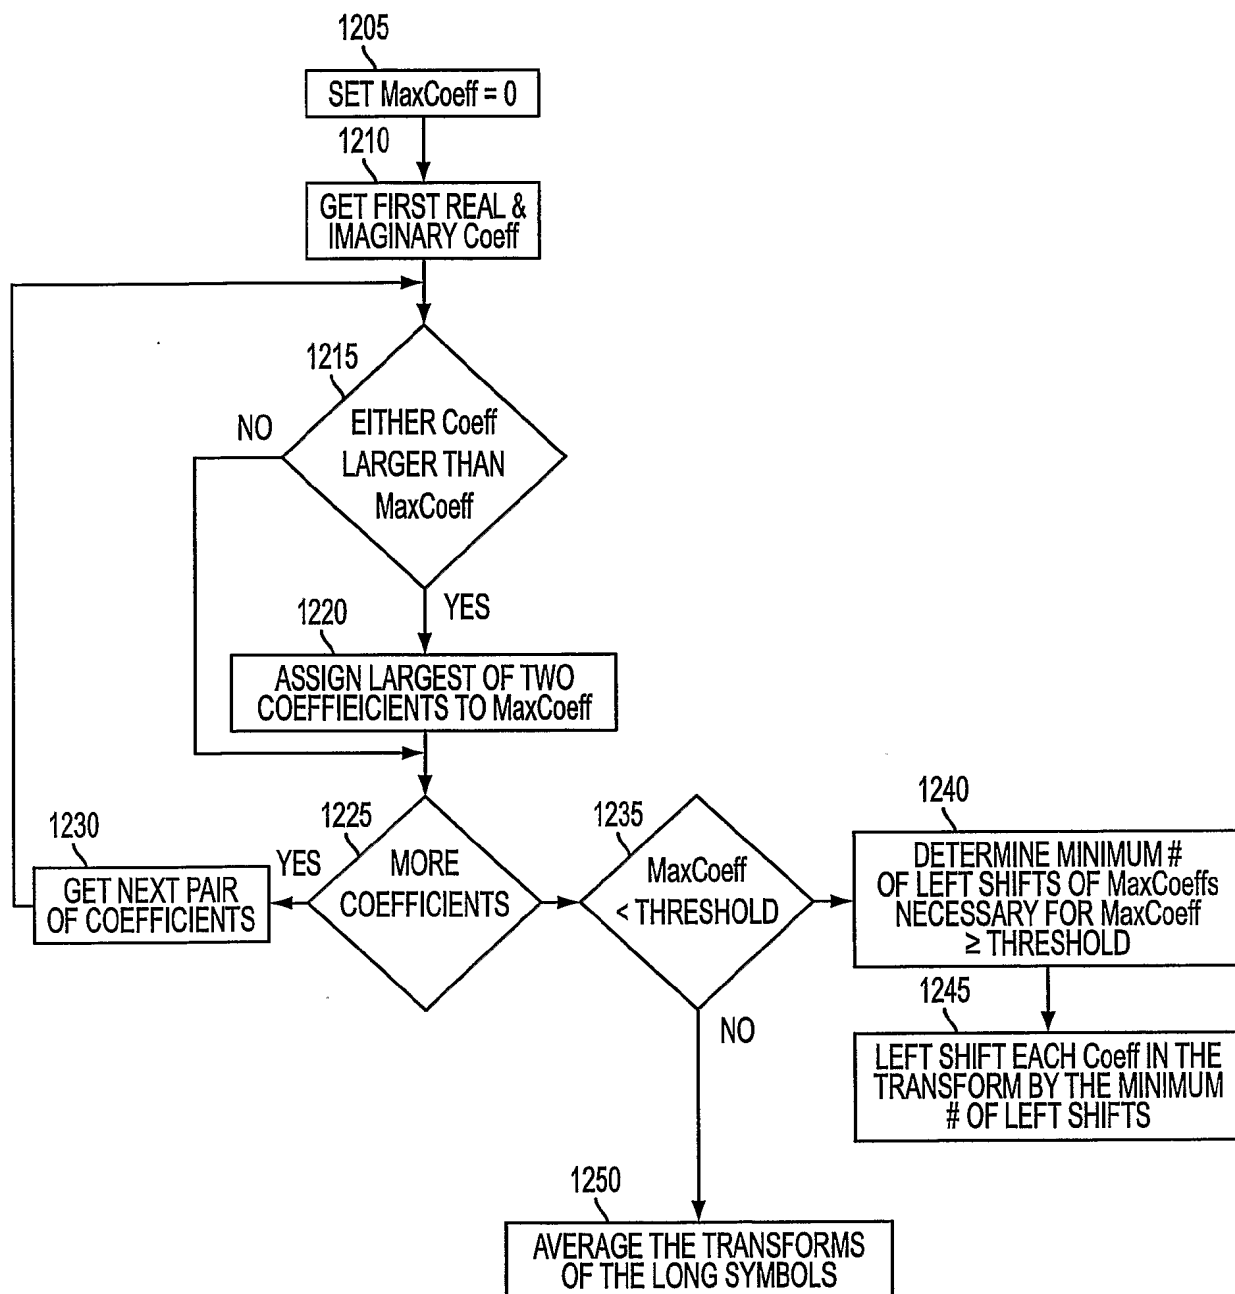 1205
SET MaxCoeff = 0
1210
GET FIRST REAL &
IMAGINARY Coeff
1215
NO
EITHER Coeff
LARGER THAN
MaxCoeff
YES
1220
ASSIGN LARGEST OF TWO
COEFFIEICIENTS TO MaxCoeff
1225
MORE
COEFFICIENTS
YES
1230
GET NEXT PAIR
OF COEFFICIENTS
1235
MaxCoeff
< THRESHOLD
1240
DETERMINE MINIMUM #
OF LEFT SHIFTS OF MaxCoeffs
NECESSARY FOR MaxCoeff
≥ THRESHOLD
NO
1245
LEFT SHIFT EACH Coeff IN THE
TRANSFORM BY THE MINIMUM
# OF LEFT SHIFTS
1250
AVERAGE THE TRANSFORMS
OF THE LONG SYMBOLS